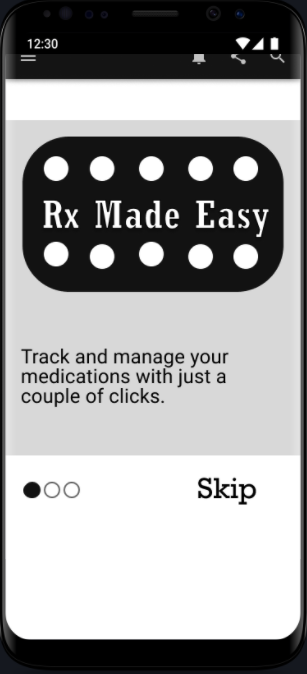 12:30
Rx Made Easy
Track and manage your
medications with just a
couple of clicks.
Skip